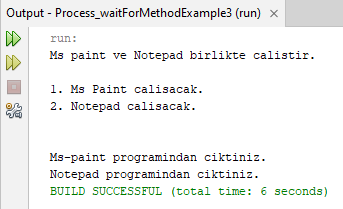 Output - Process_waitForMethodExample3 (run) ×
run:
Ms paint ve Notepad birlikte calistir.
1. Ms Paint calisacak.
2. Notepad calisacak.
Ms-paint programindan ciktiniz.
Notepad programindan ciktiniz.
BUILD SUCCESSFUL (total time: 6 seconds)